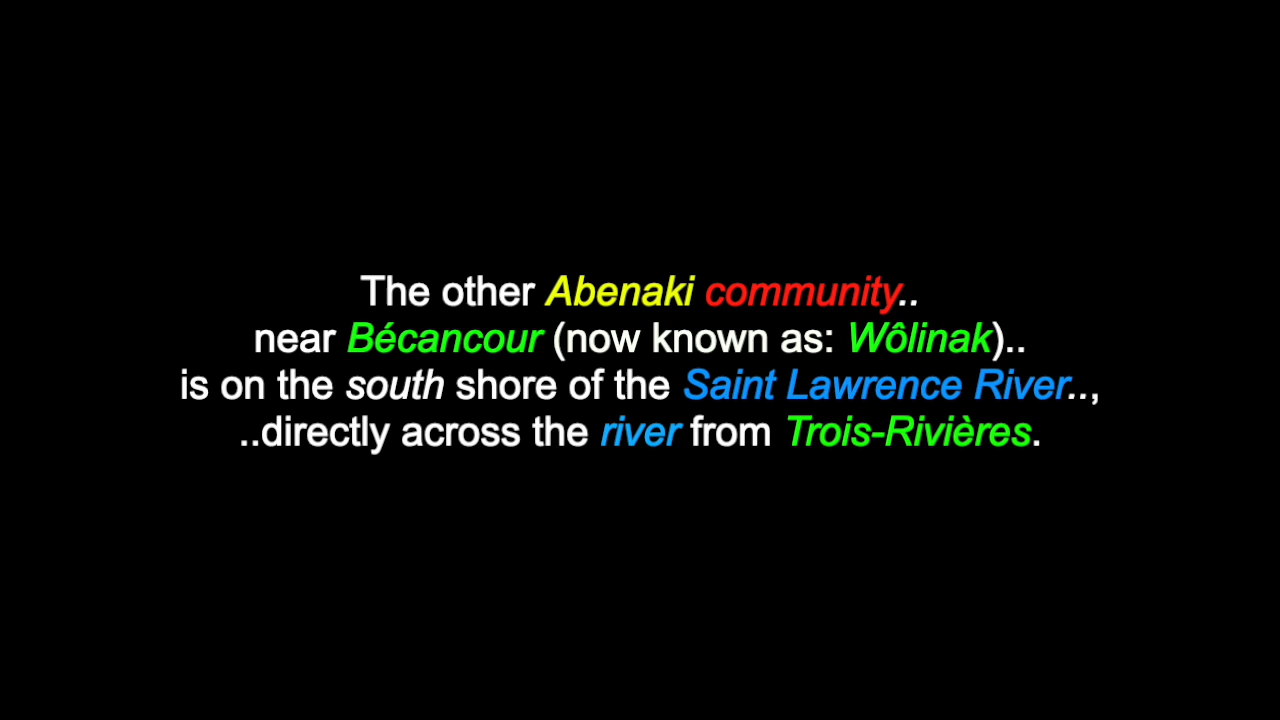 The other Abenaki community..
near Bécancour (now known as: Wôlinak)..
is on the south shore of the Saint Lawrence River..,
..directly across the river from Trois-Rivières.